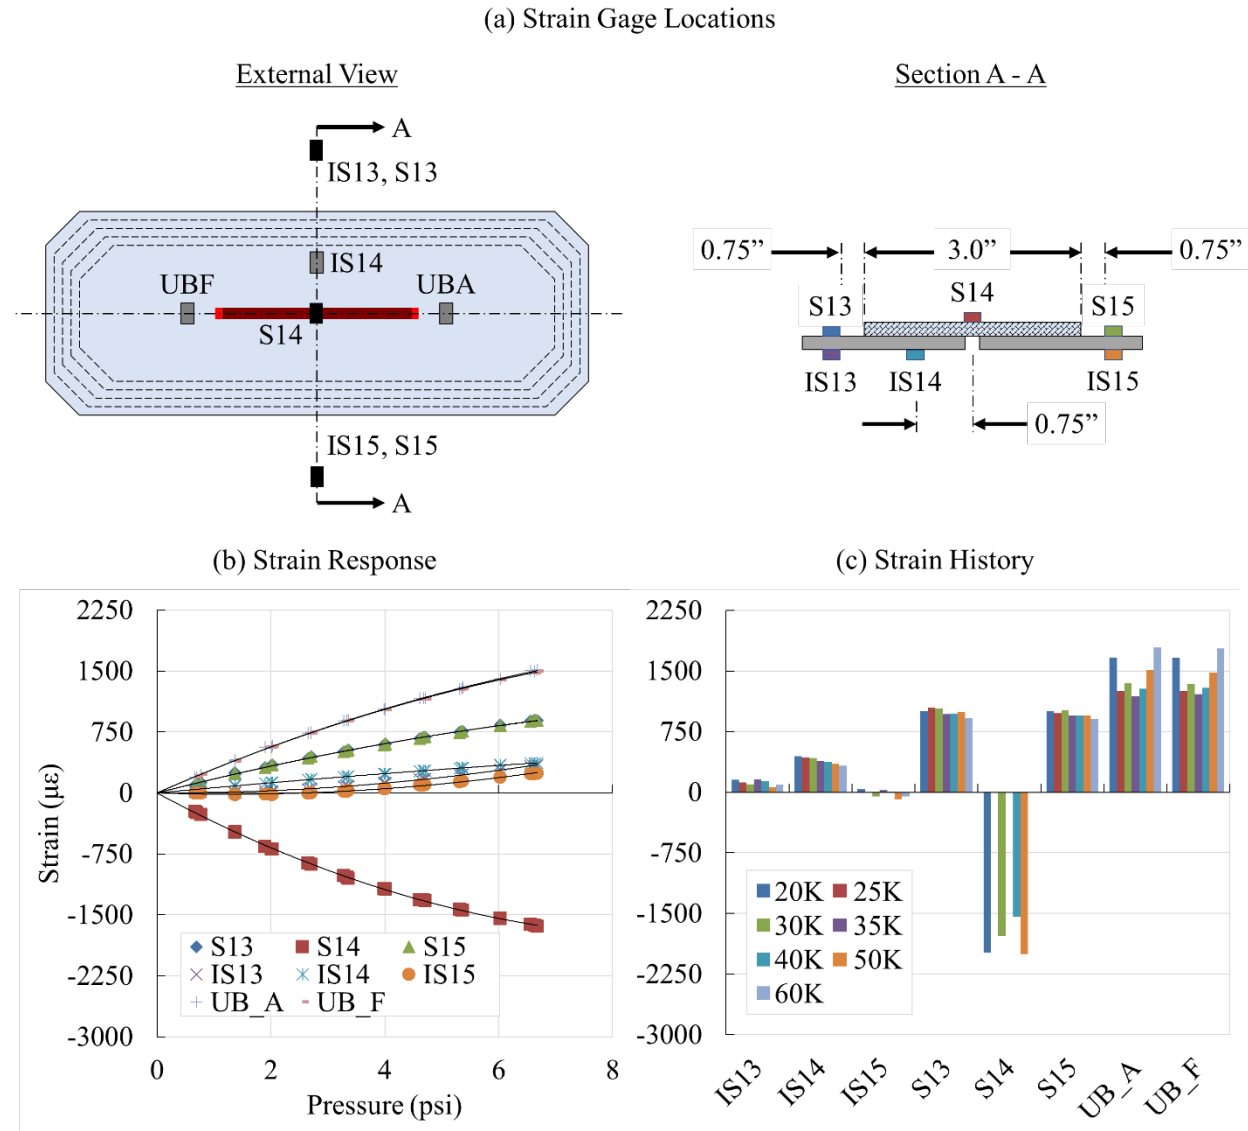 (a) Strain Gage Locations
External View
Section A - A
A
IS13, S13
IS14
UBF
UBA
S14
IS15, S15
A
0.75”
3.0”
0.75”
S13
S14
S15
IS13
IS14
IS15
0.75”
(b) Strain Response
(c) Strain History
2250
1500
750
0
-750
-1500
-2250
-3000
Strain (με)
0 2 4 6 8
Pressure (psi)
S13 S14 S15
IS13 IS14 IS15
UB_A UB_F
2250
1500
750
0
-750
-1500
-2250
-3000
20K 25K
30K 35K
40K 50K
60K
IS13 IS14 IS15 S13 S14 S15 UB_A UB_F